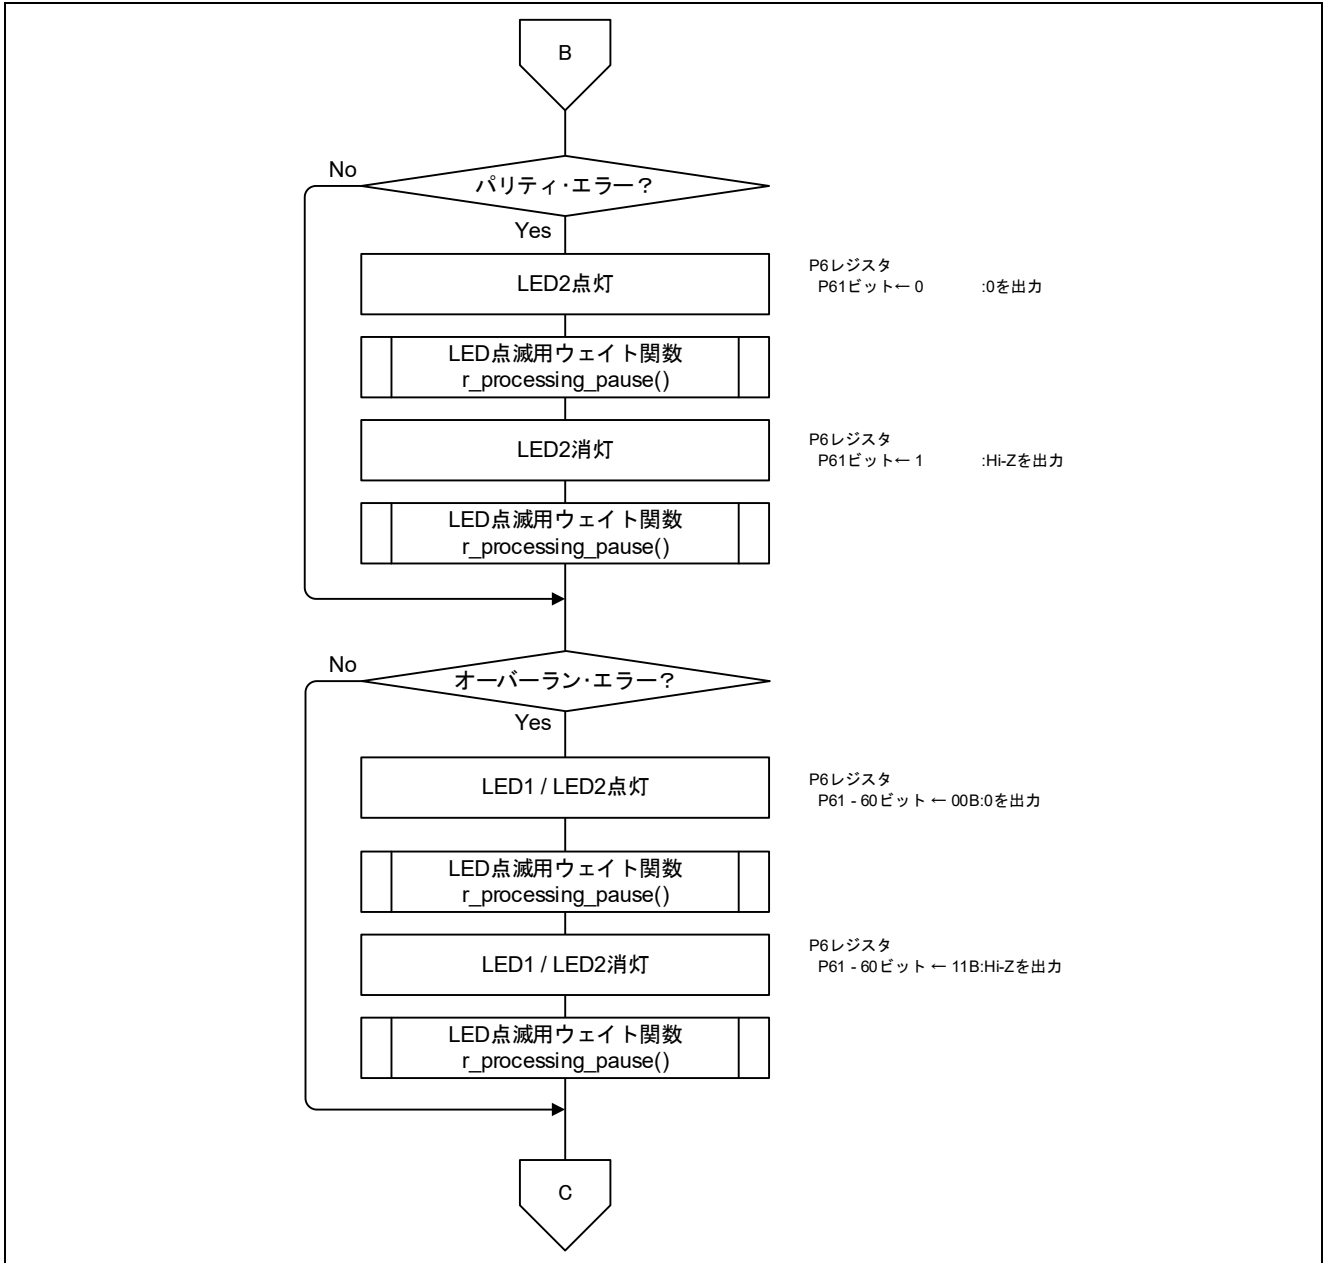 B
No
パリティ・エラー？
Yes
LED2点灯
P6レジスタ
P61ビット← 0 :0を出力
LED点滅用ウェイト関数
r_processing_pause()
LED2消灯
P6レジスタ
P61ビット← 1 :Hi-Zを出力
LED点滅用ウェイト関数
r_processing_pause()
No
オーバーラン・エラー？
Yes
LED1 / LED2点灯
P6レジスタ
P61 - 60ビット ← 00B:0を出力
LED点滅用ウェイト関数
r_processing_pause()
LED1 / LED2消灯
P6レジスタ
P61 - 60ビット ← 11B:Hi-Zを出力
LED点滅用ウェイト関数
r_processing_pause()
C